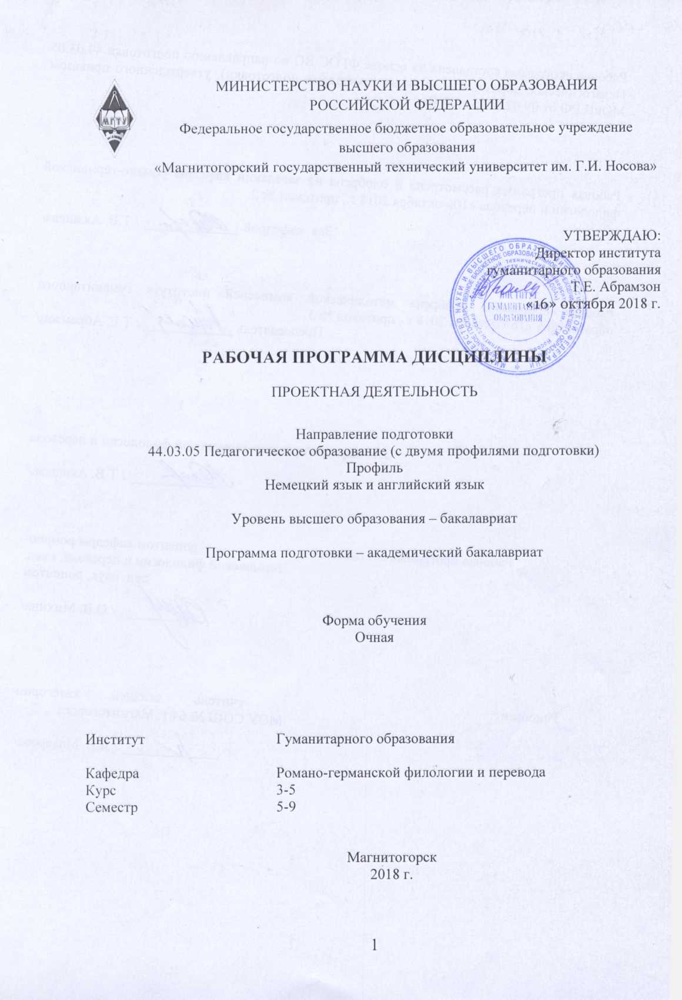 МИНИСТЕРСТВО НАУКИ И ВЫСШЕГО ОБРАЗОВАНИЯ
РОССИЙСКОЙ ФЕДЕРАЦИИ
МГТУ
Федеральное государственное бюджетное образовательное учреждение
высшего образования
«Магнитогорский государственный технический университет им. Г.И. Носова»
УТВЕРЖДАЮ:
Директор института
гуманитарного образования
Т.Е. Абрамзон
«16» октября 2018 г.
ИНСТИТУТ
ГУМАНИТАРНОГО
ОБРАЗОВАНИЯ
РАБОЧАЯ ПРОГРАММА ДИСЦИПЛИНЫ
ПРОЕКТНАЯ ДЕЯТЕЛЬНОСТЬ
Направление подготовки
44.03.05 Педагогическое образование (с двумя профилями подготовки)
Профиль
Немецкий язык и английский язык
Уровень высшего образования – бакалавриат
Программа подготовки – академический бакалавриат
Форма обучения
Очная
Институт Гуманитарного образования
Кафедра Романо-германской филологии и перевода
Курс 3-5
Семестр 5-9
Магнитогорск
2018 г.
1